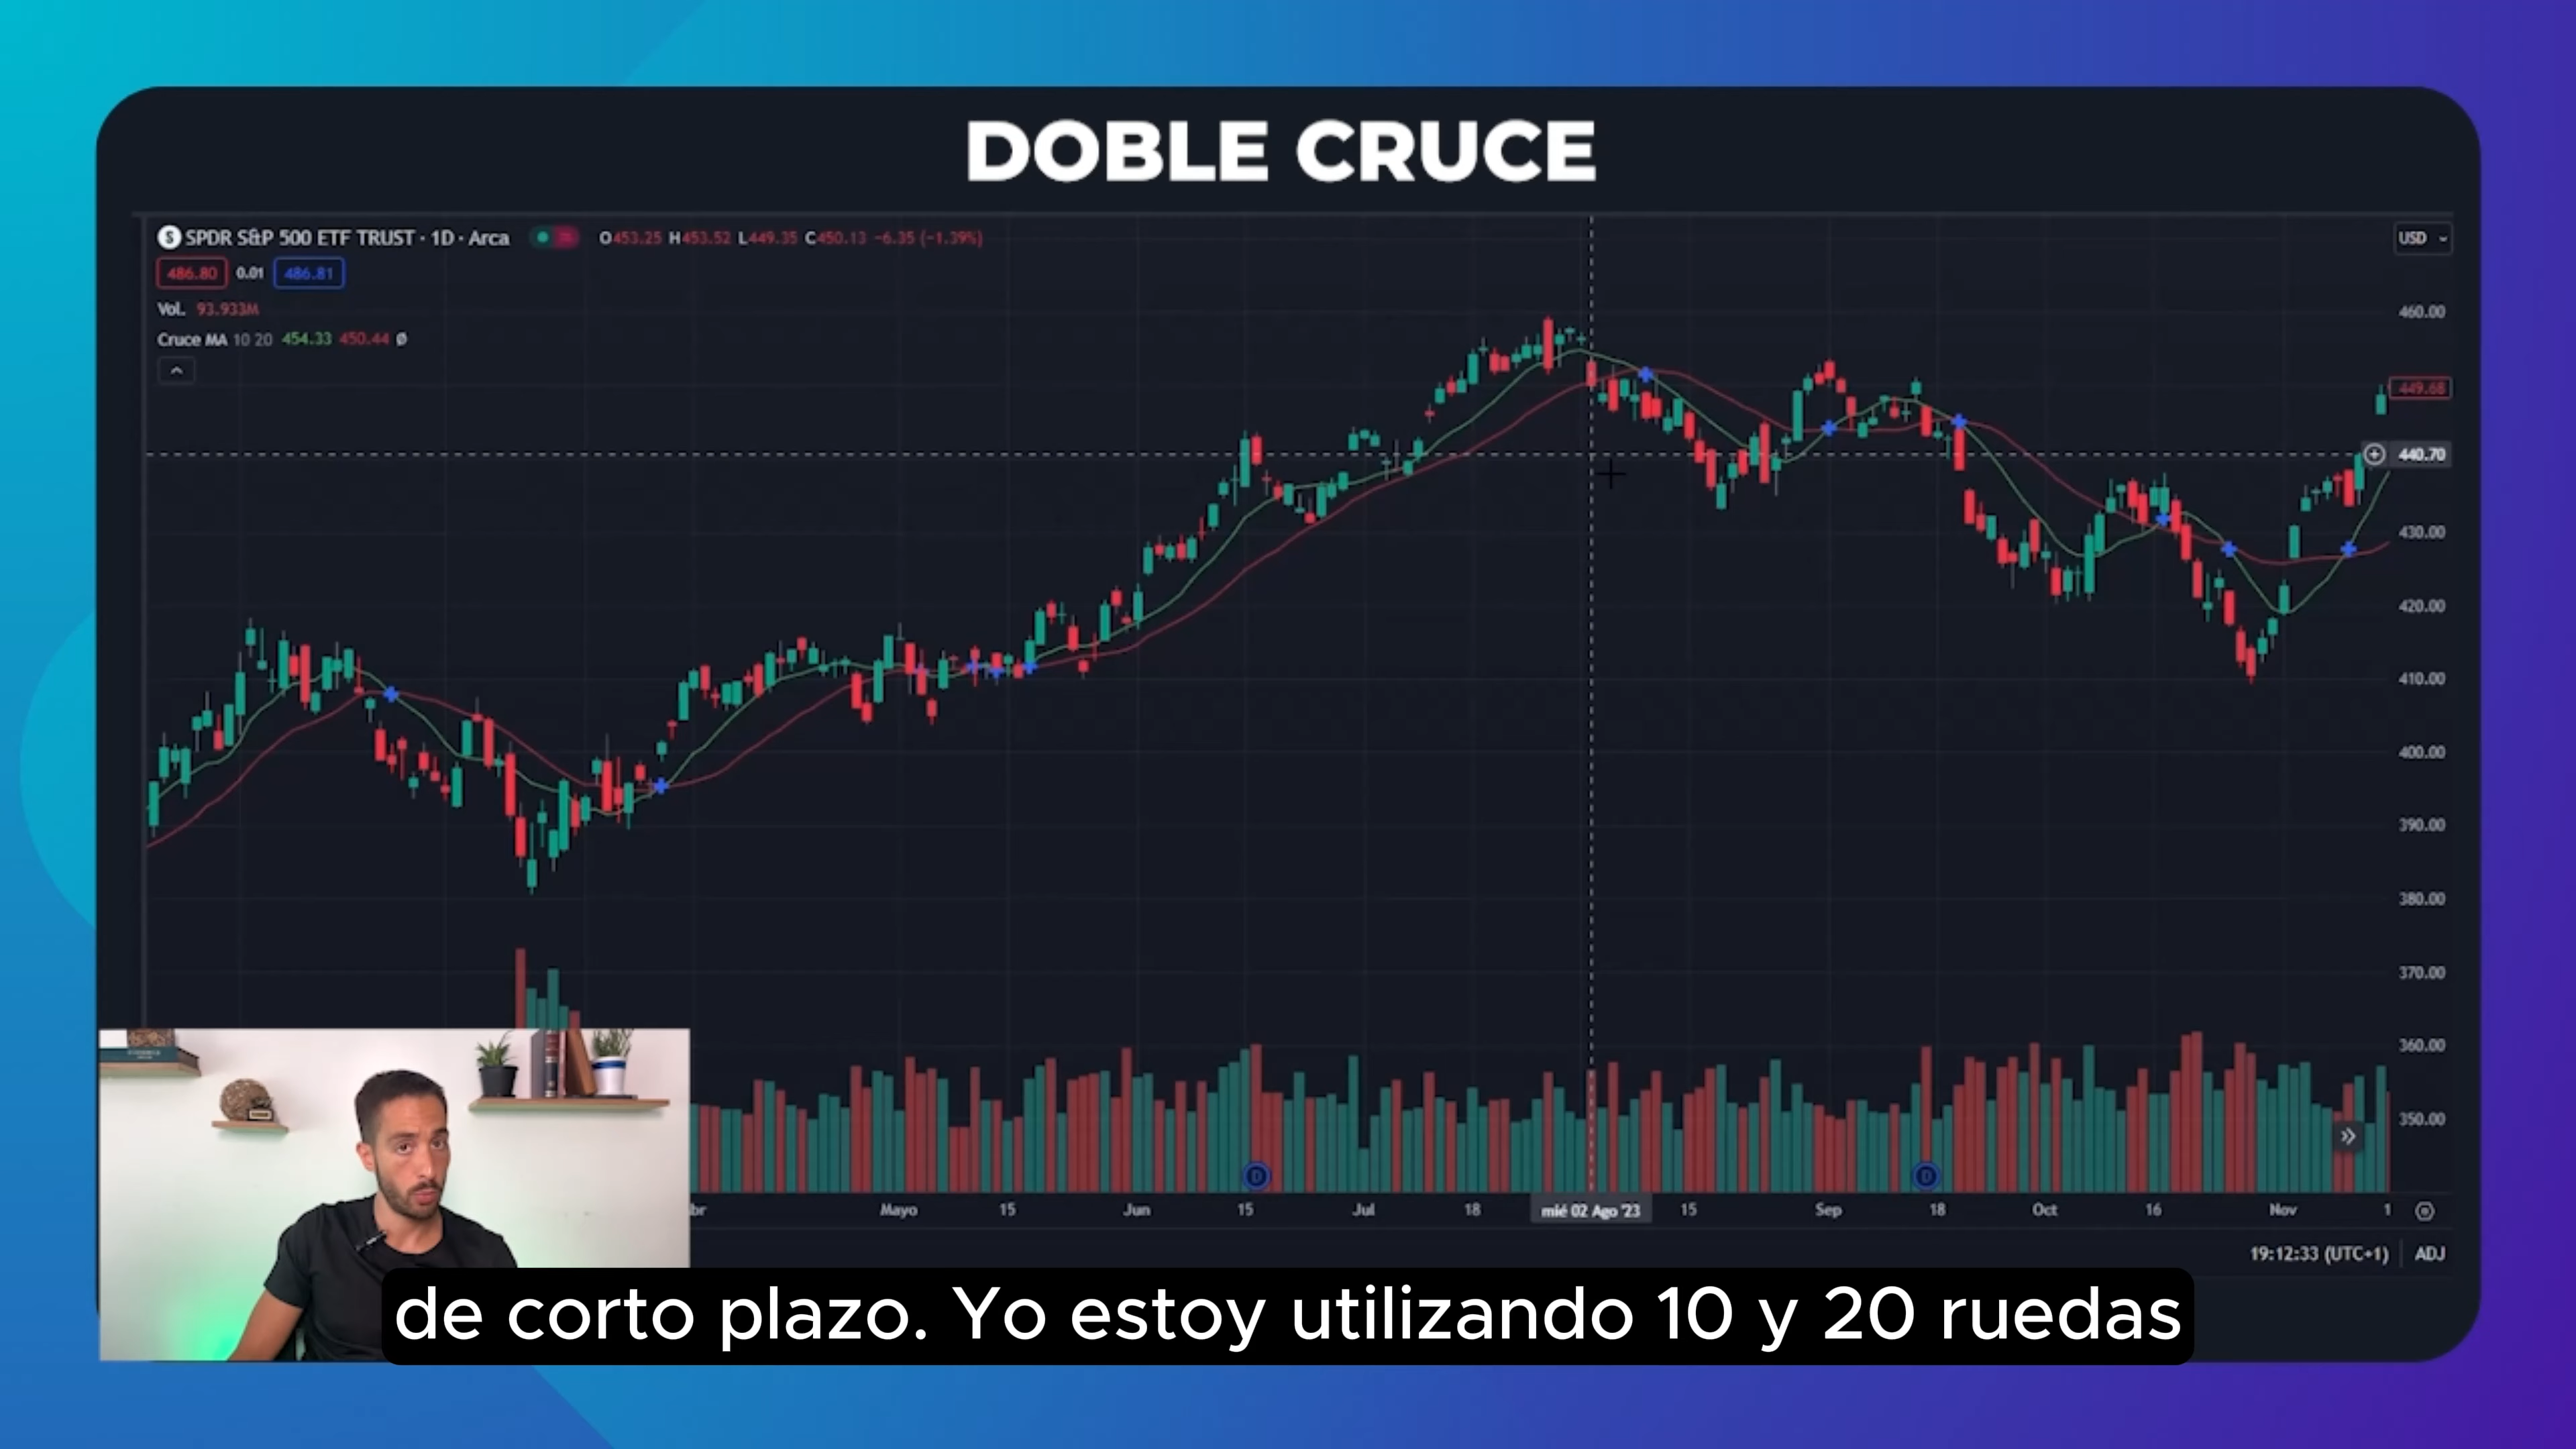 DOBLE CRUCE
SPDR S&P 500 ETF TRUST · 1D · Arca O453.25 H453.52 L449.35 C450.13 −6.35 (−1.39%)
USD
486.80 0.01 486.81
Vol. 93.933M
Cruce MA 10 20 454.33 450.44 Ø
460.00
449.68
440.70
430.00
420.00
410.00
400.00
390.00
380.00
370.00
360.00
350.00
D D
br Mayo 15 Jun 15 Jul 18 mié 02 Ago '23 15 Sep 18 Oct 16 Nov 1
19:12:33 (UTC+1) ADJ
de corto plazo. Yo estoy utilizando 10 y 20 ruedas